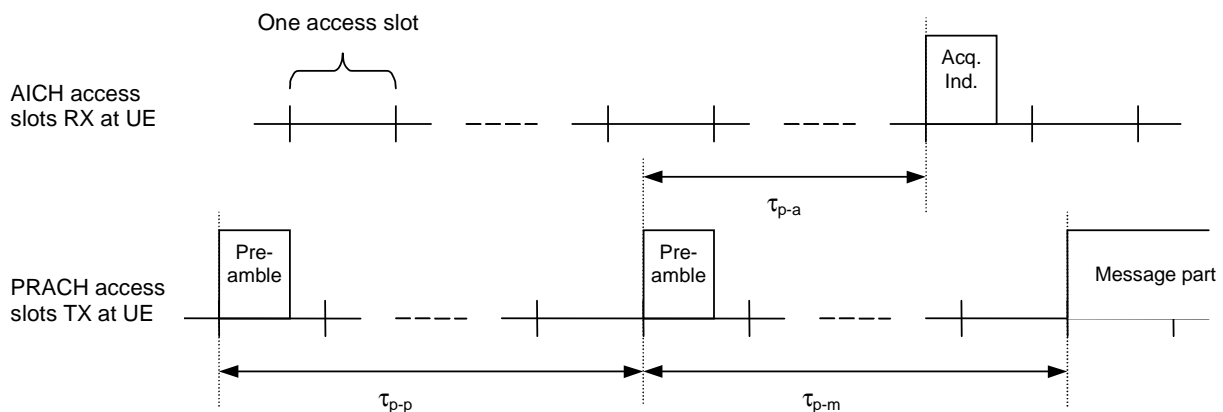 One access slot
AICH access
slots RX at UE
Acq.
Ind.
τp-a
Pre-
amble
Pre-
amble
Message part
PRACH access
slots TX at UE
τp-p
τp-m